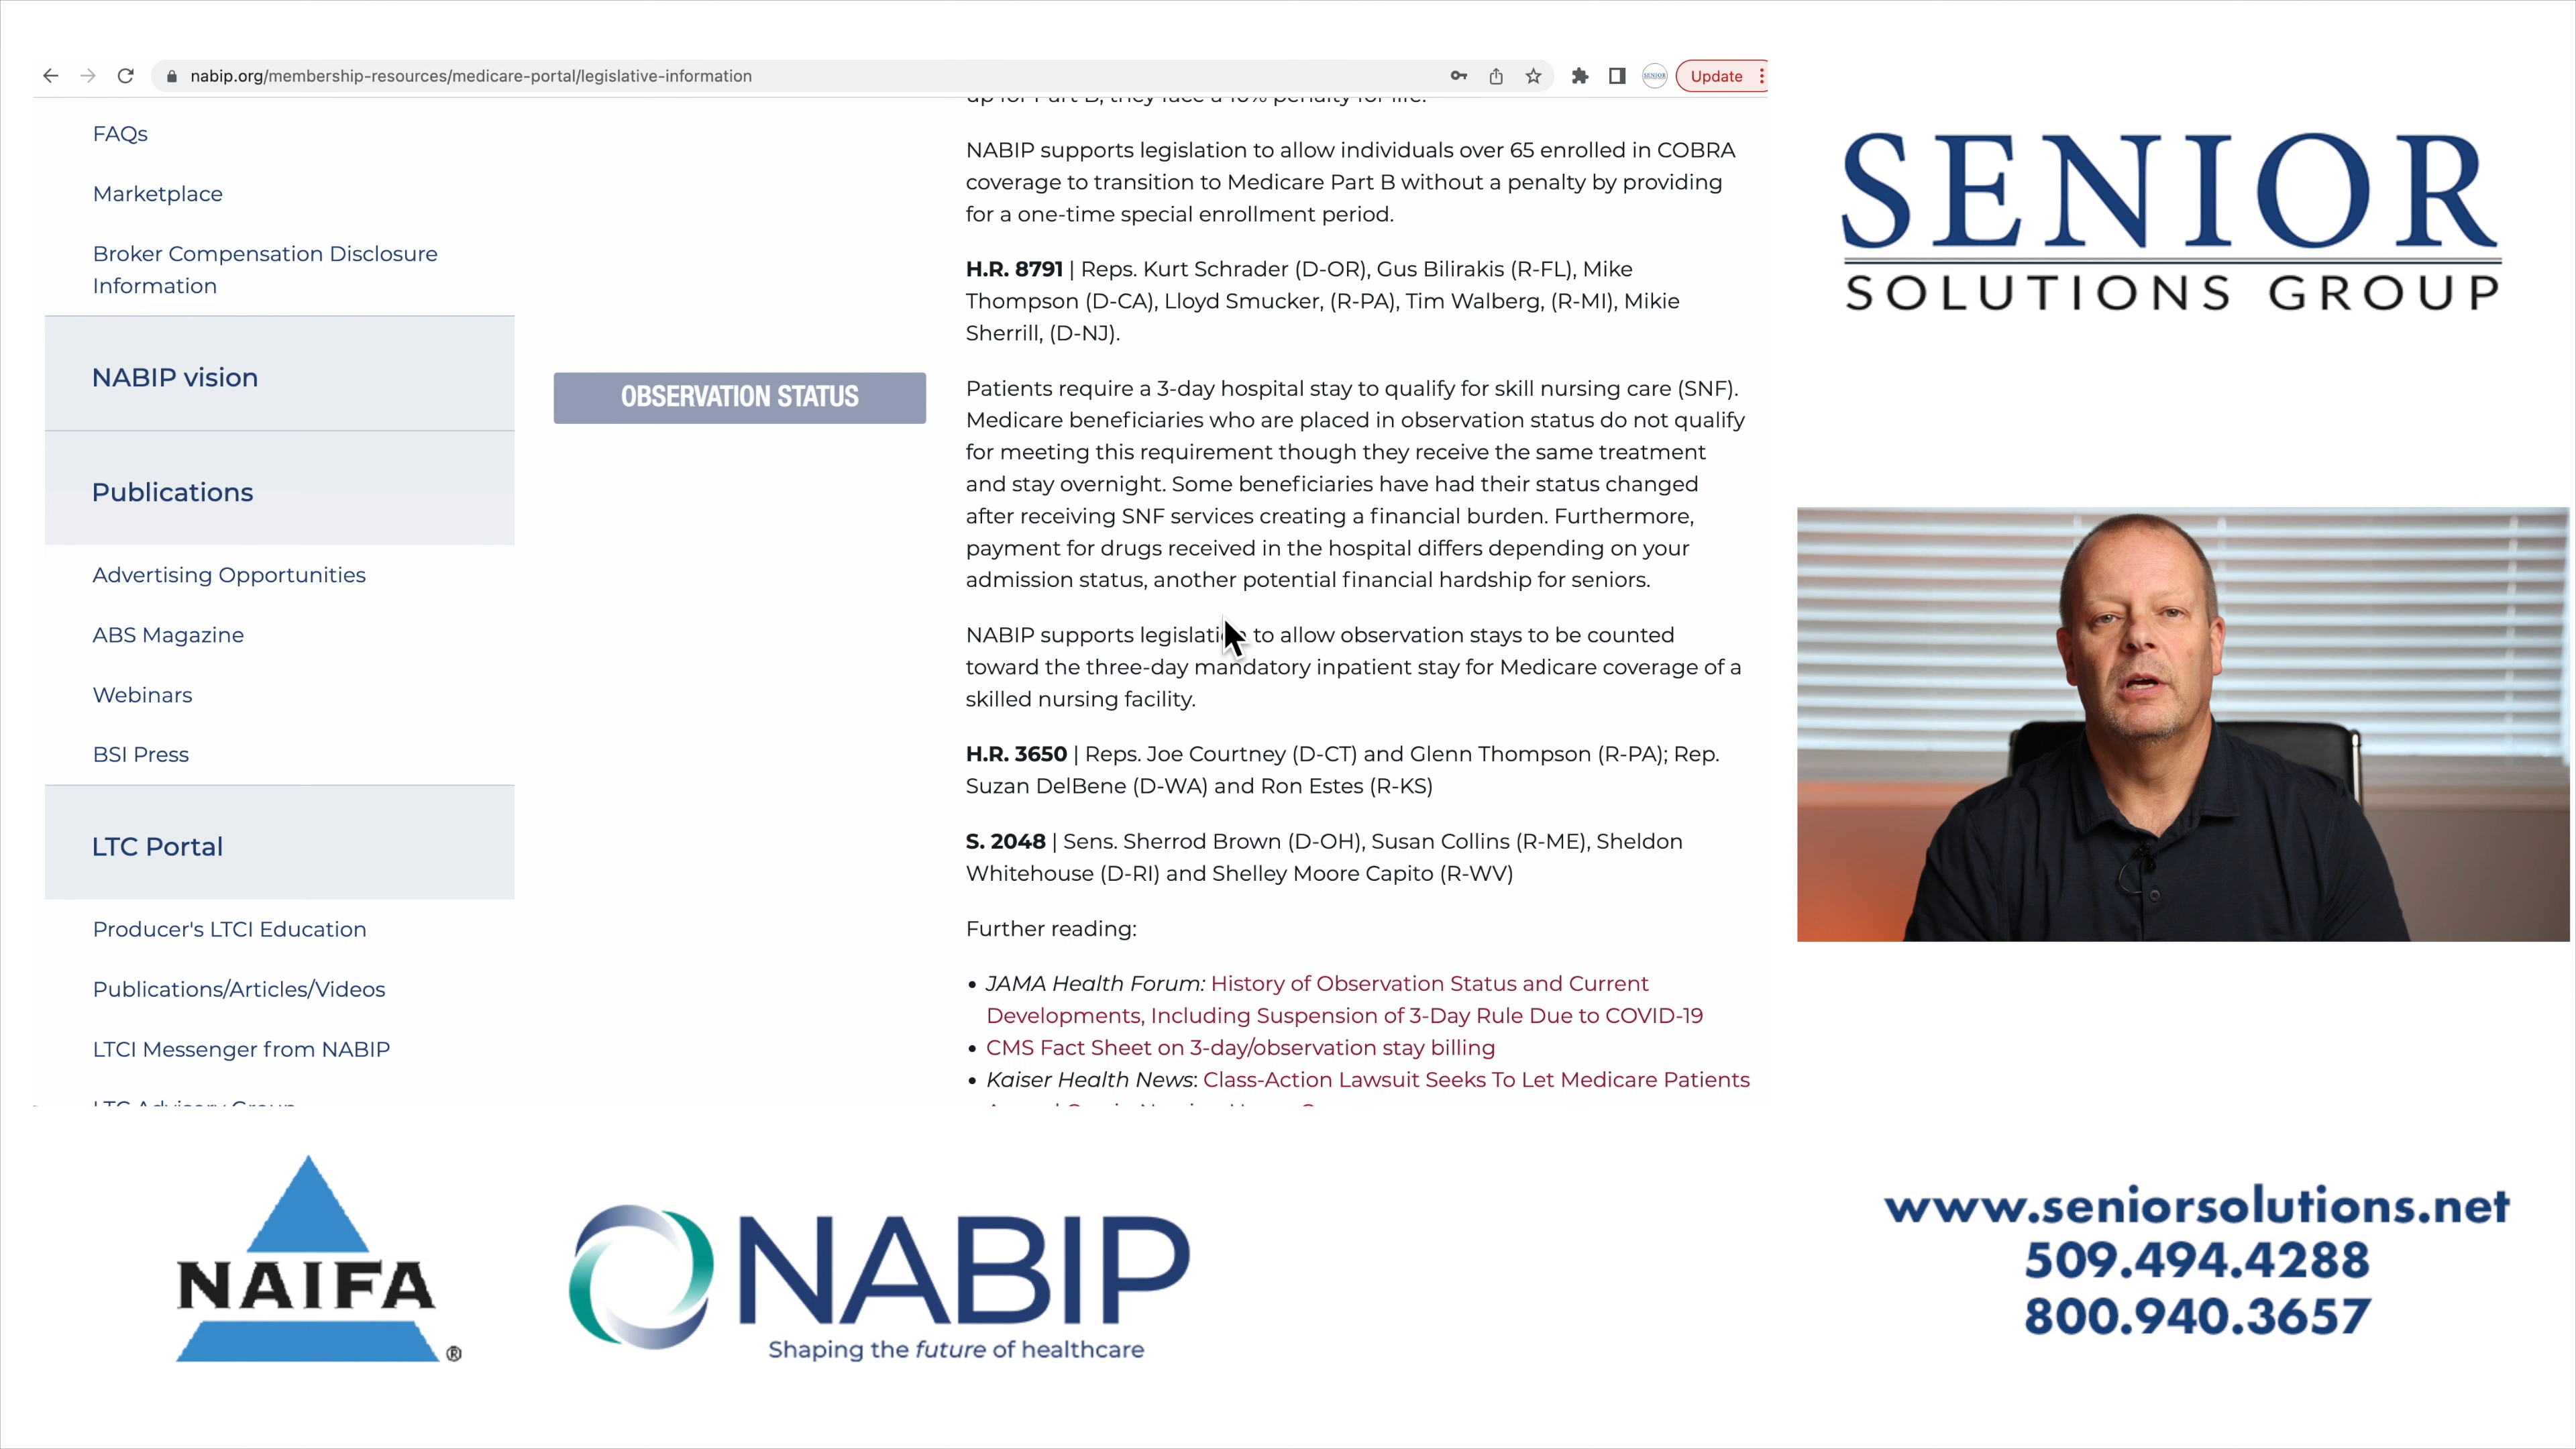 nabip.org/membership-resources/medicare-portal/legislative-information
Update
FAQs
Marketplace
Broker Compensation Disclosure
Information
NABIP vision
Publications
Advertising Opportunities
ABS Magazine
Webinars
BSI Press
LTC Portal
Producer's LTCI Education
Publications/Articles/Videos
LTCI Messenger from NABIP
LTC Advisory Group
OBSERVATION STATUS
up for Part B, they face a 10% penalty for life.
NABIP supports legislation to allow individuals over 65 enrolled in COBRA
coverage to transition to Medicare Part B without a penalty by providing
for a one-time special enrollment period.
H.R. 8791 | Reps. Kurt Schrader (D-OR), Gus Bilirakis (R-FL), Mike
Thompson (D-CA), Lloyd Smucker, (R-PA), Tim Walberg, (R-MI), Mikie
Sherrill, (D-NJ).
Patients require a 3-day hospital stay to qualify for skill nursing care (SNF).
Medicare beneficiaries who are placed in observation status do not qualify
for meeting this requirement though they receive the same treatment
and stay overnight. Some beneficiaries have had their status changed
after receiving SNF services creating a financial burden. Furthermore,
payment for drugs received in the hospital differs depending on your
admission status, another potential financial hardship for seniors.
NABIP supports legislation to allow observation stays to be counted
toward the three-day mandatory inpatient stay for Medicare coverage of a
skilled nursing facility.
H.R. 3650 | Reps. Joe Courtney (D-CT) and Glenn Thompson (R-PA); Rep.
Suzan DelBene (D-WA) and Ron Estes (R-KS)
S. 2048 | Sens. Sherrod Brown (D-OH), Susan Collins (R-ME), Sheldon
Whitehouse (D-RI) and Shelley Moore Capito (R-WV)
Further reading:
• JAMA Health Forum: History of Observation Status and Current
Developments, Including Suspension of 3-Day Rule Due to COVID-19
• CMS Fact Sheet on 3-day/observation stay billing
• Kaiser Health News: Class-Action Lawsuit Seeks To Let Medicare Patients
SENIOR
SOLUTIONS GROUP
NAIFA
®
NABIP
Shaping the future of healthcare
www.seniorsolutions.net
509.494.4288
800.940.3657